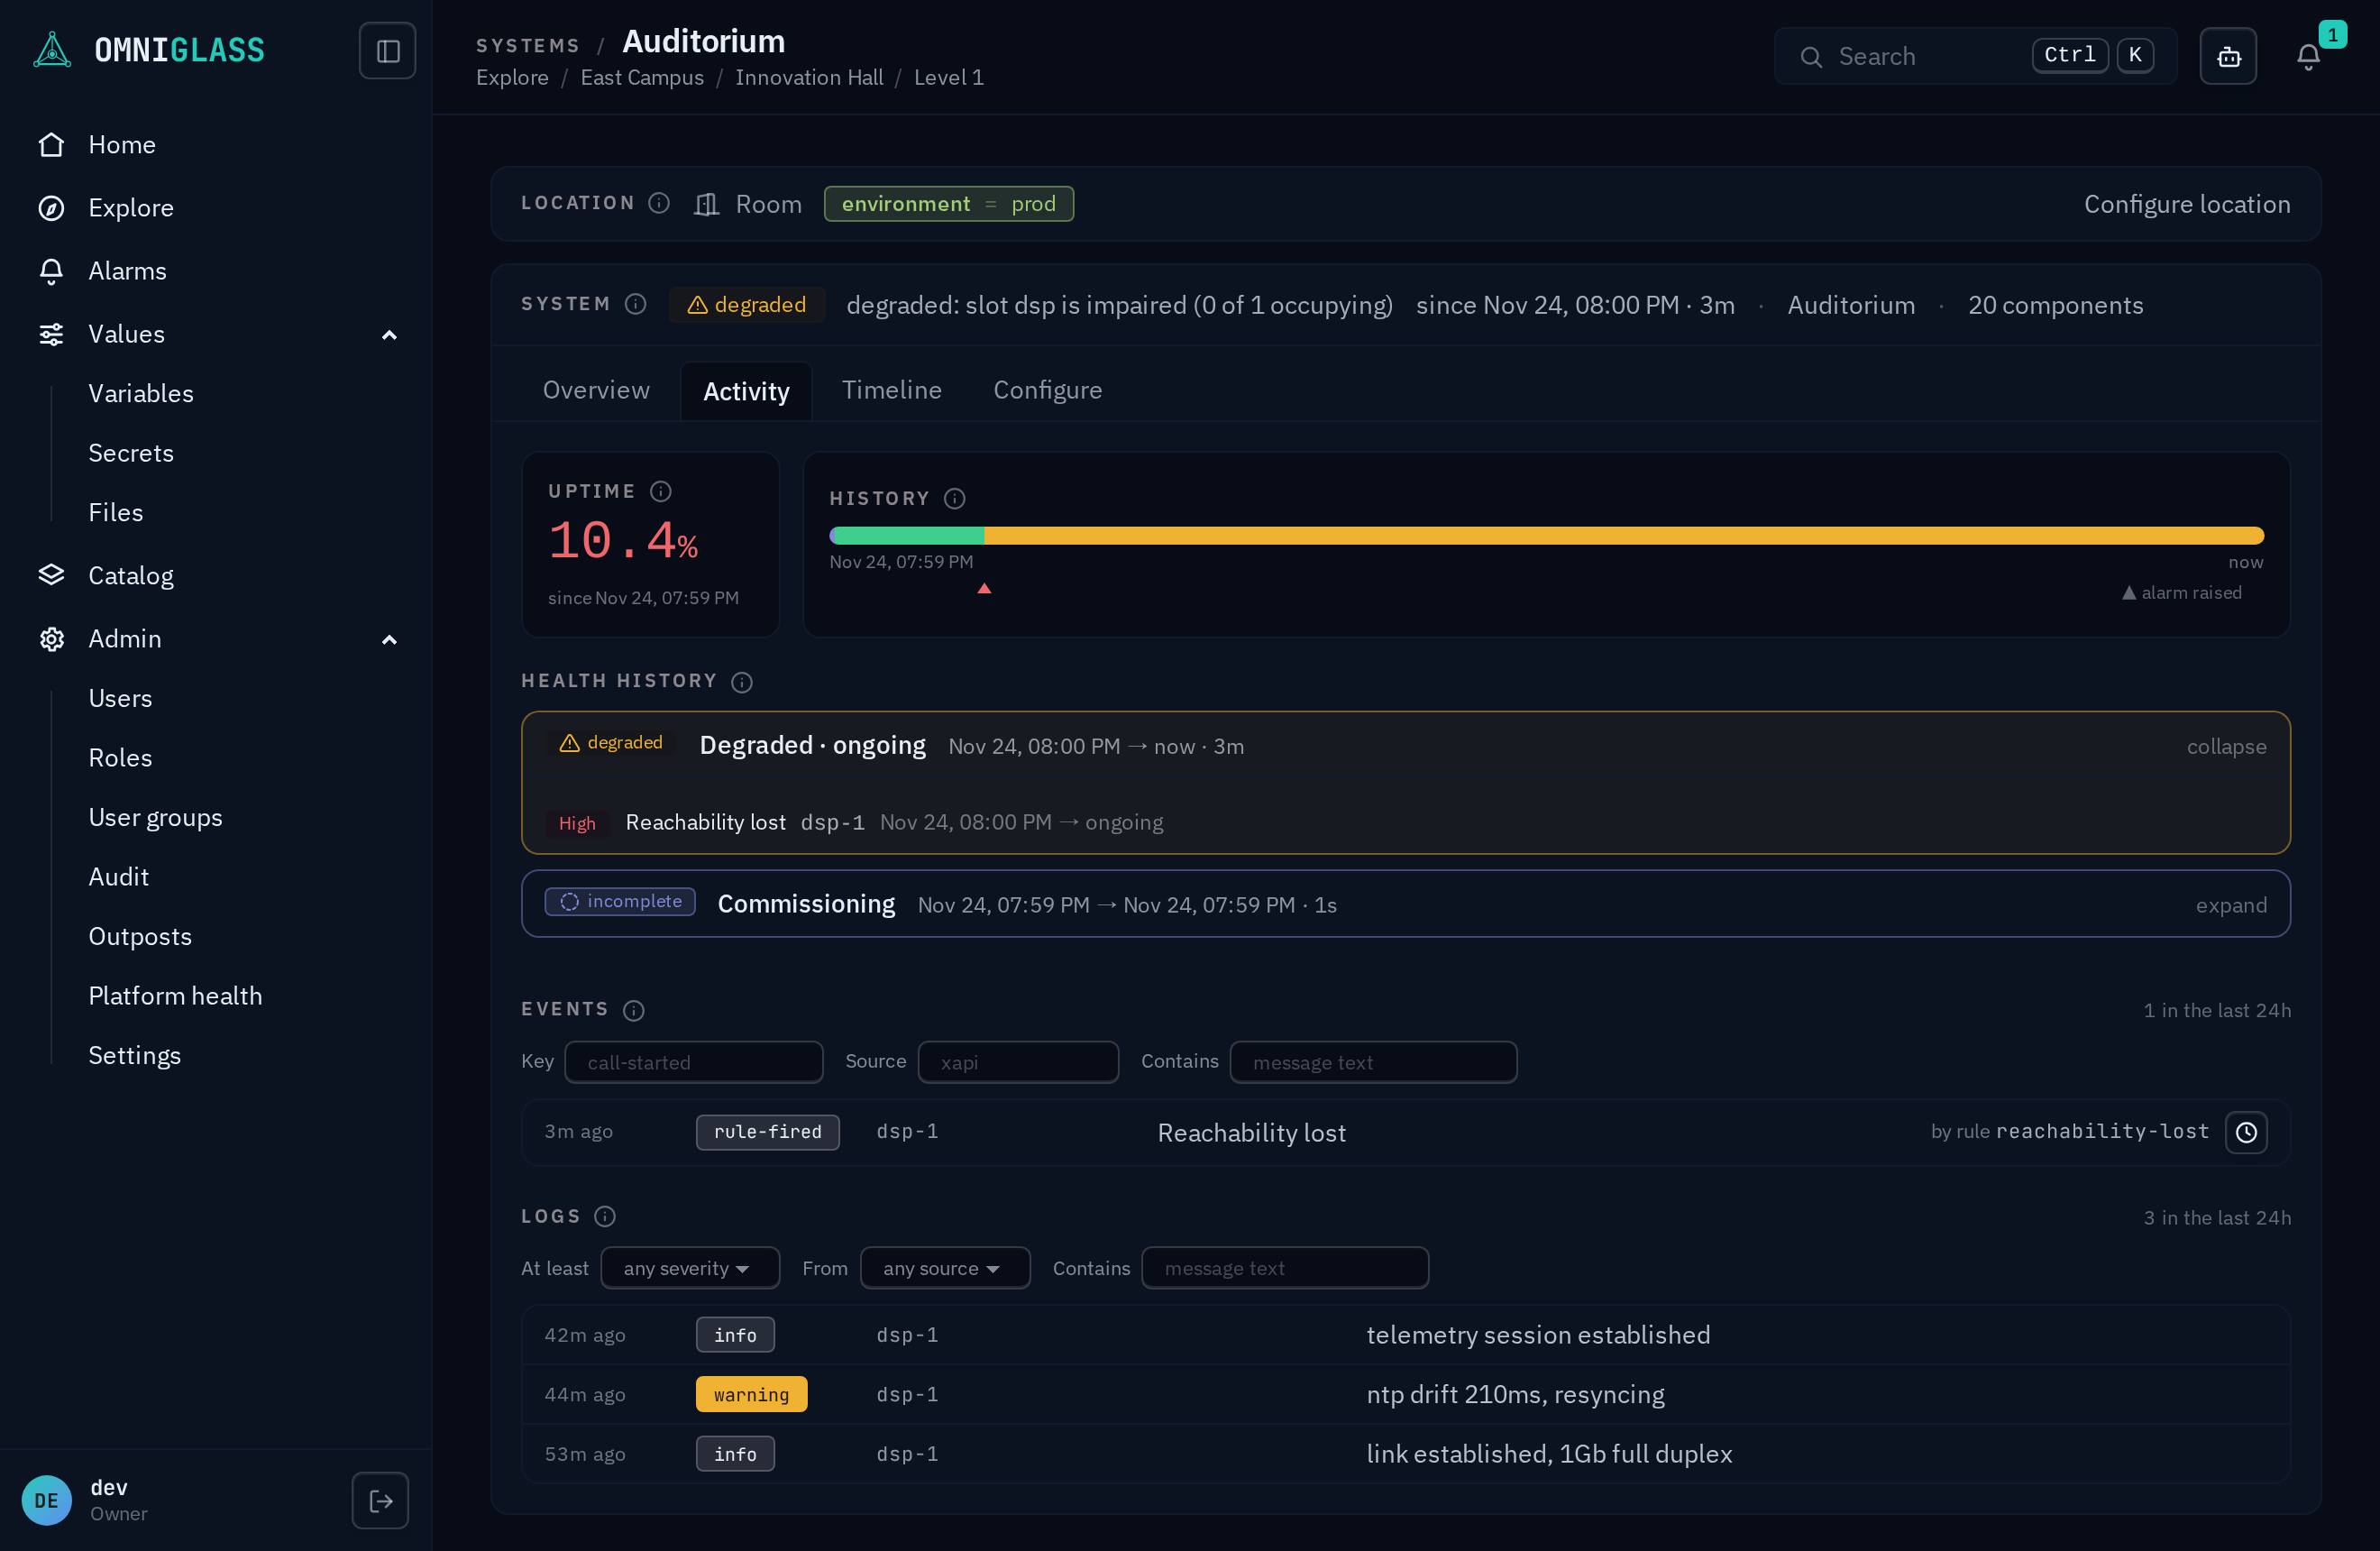 OMNIGLASS
Home
Explore
Alarms
Values
Variables
Secrets
Files
Catalog
Admin
Users
Roles
User groups
Audit
Outposts
Platform health
Settings
DE
dev
Owner
SYSTEMS / Auditorium
Explore / East Campus / Innovation Hall / Level 1
Search Ctrl K
1
LOCATION Room environment = prod Configure location
SYSTEM degraded degraded: slot dsp is impaired (0 of 1 occupying) since Nov 24, 08:00 PM · 3m · Auditorium · 20 components
Overview Activity Timeline Configure
UPTIME
10.4%
since Nov 24, 07:59 PM
HISTORY
Nov 24, 07:59 PM now
▲ alarm raised
HEALTH HISTORY
degraded Degraded · ongoing Nov 24, 08:00 PM → now · 3m collapse
High Reachability lost dsp-1 Nov 24, 08:00 PM → ongoing
incomplete Commissioning Nov 24, 07:59 PM → Nov 24, 07:59 PM · 1s expand
EVENTS 1 in the last 24h
Key call-started Source xapi Contains message text
3m ago rule-fired dsp-1 Reachability lost by rule reachability-lost
LOGS 3 in the last 24h
At least any severity From any source Contains message text
42m ago info dsp-1 telemetry session established
44m ago warning dsp-1 ntp drift 210ms, resyncing
53m ago info dsp-1 link established, 1Gb full duplex